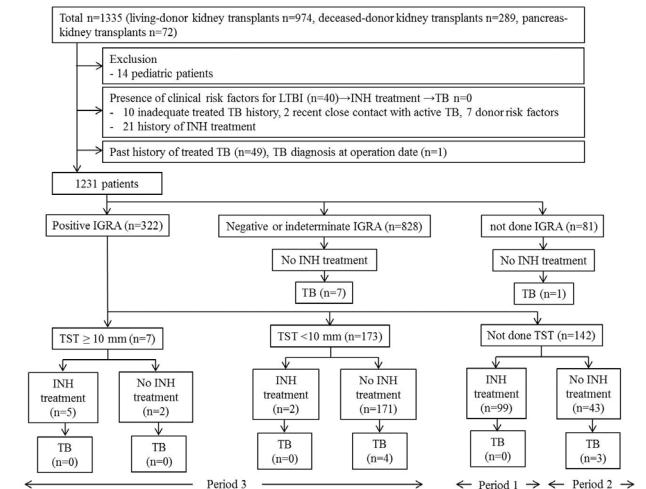 Total n=1335 (living-donor kidney transplants n=974, deceased-donor kidney transplants n=289, pancreas-
kidney transplants n=72)
Exclusion
- 14 pediatric patients
Presence of clinical risk factors for LTBI (n=40)→INH treatment →TB n=0
- 10 inadequate treated TB history, 2 recent close contact with active TB, 7 donor risk factors
- 21 history of INH treatment
Past history of treated TB (n=49), TB diagnosis at operation date (n=1)
1231 patients
Positive IGRA (n=322)
Negative or indeterminate IGRA (n=828)
not done IGRA (n=81)
No INH treatment
No INH treatment
TB (n=7)
TB (n=1)
TST ≥ 10 mm (n=7)
TST <10 mm (n=173)
Not done TST (n=142)
INH
treatment
(n=5)
No INH
treatment
(n=2)
INH
treatment
(n=2)
No INH
treatment
(n=171)
INH
treatment
(n=99)
No INH
treatment
(n=43)
TB
(n=0)
TB
(n=0)
TB
(n=0)
TB
(n=4)
TB
(n=0)
TB
(n=3)
Period 3
Period 1
Period 2